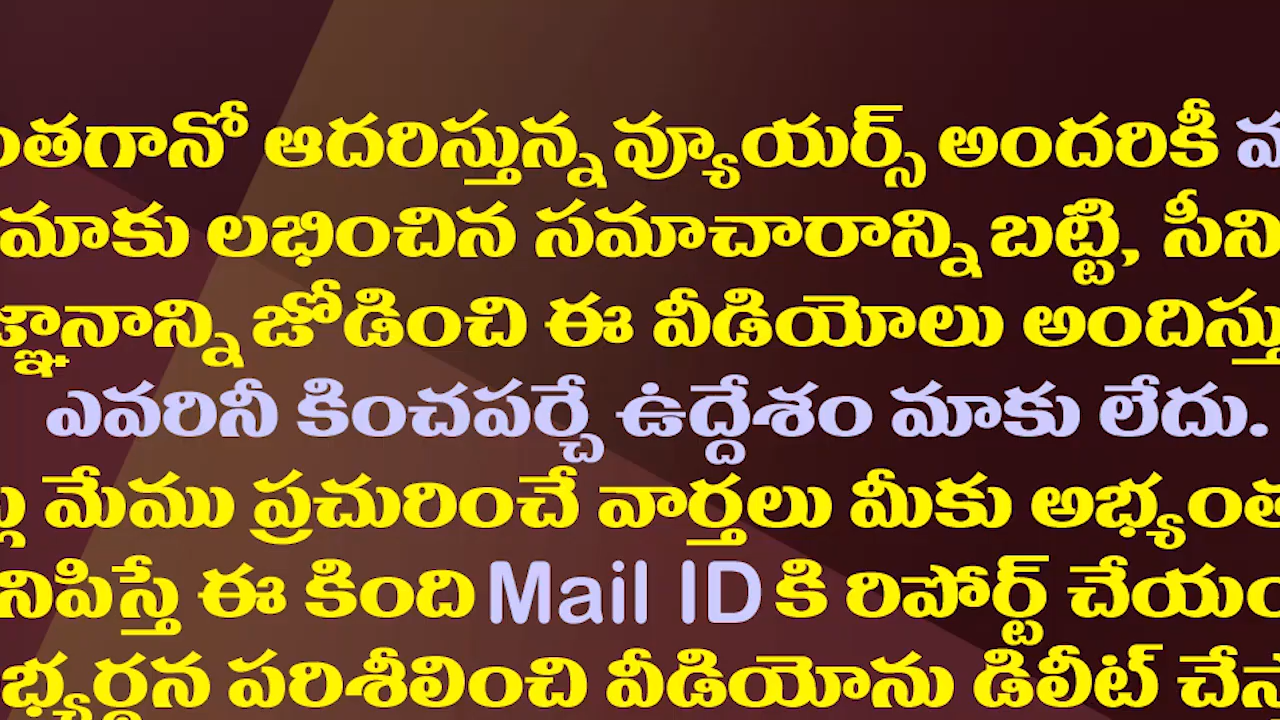 ంతగానో ఆదరిస్తున్న వ్యూయర్స్ అందరికీ
మాకు లభించిన సమాచారాన్ని బట్టి, సీని
జ్ఞానాన్ని జోడించి ఈ వీడియోలు అందిస్తు
ఎవరినీ కించపర్చే ఉద్దేశం మాకు లేదు.
మేము ప్రచురించే వార్తలు మీకు అభ్యంత
నిపిస్తే ఈ కింది Mail ID కి రిపోర్ట్ చేయం
భ్యర్థన పరిశీలించి వీడియోను డిలీట్ చేస